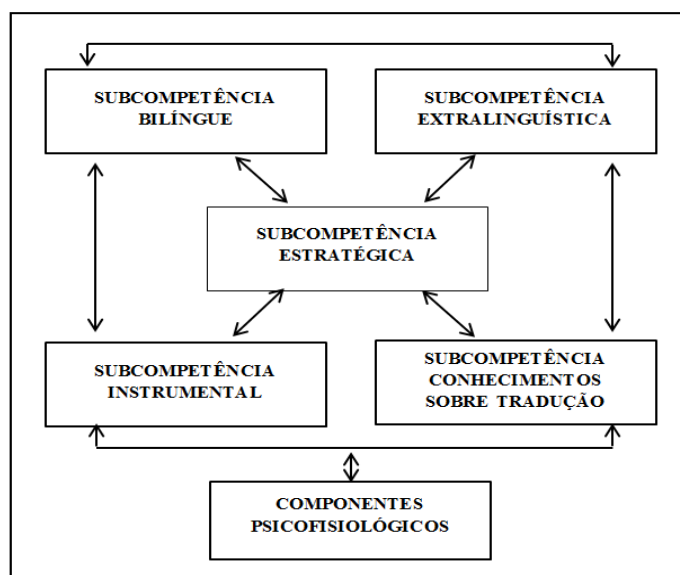 SUBCOMPETÊNCIA
BILÍNGUE
SUBCOMPETÊNCIA
EXTRALINGUÍSTICA
SUBCOMPETÊNCIA
ESTRATÉGICA
SUBCOMPETÊNCIA
INSTRUMENTAL
SUBCOMPETÊNCIA
CONHECIMENTOS
SOBRE TRADUÇÃO
COMPONENTES
PSICOFISIOLÓGICOS